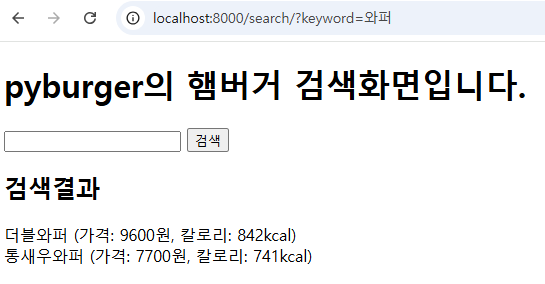 localhost:8000/search/?keyword=와퍼
pyburger의 햄버거 검색화면입니다.
검색
검색결과
더블와퍼 (가격: 9600원, 칼로리: 842kcal)
통새우와퍼 (가격: 7700원, 칼로리: 741kcal)